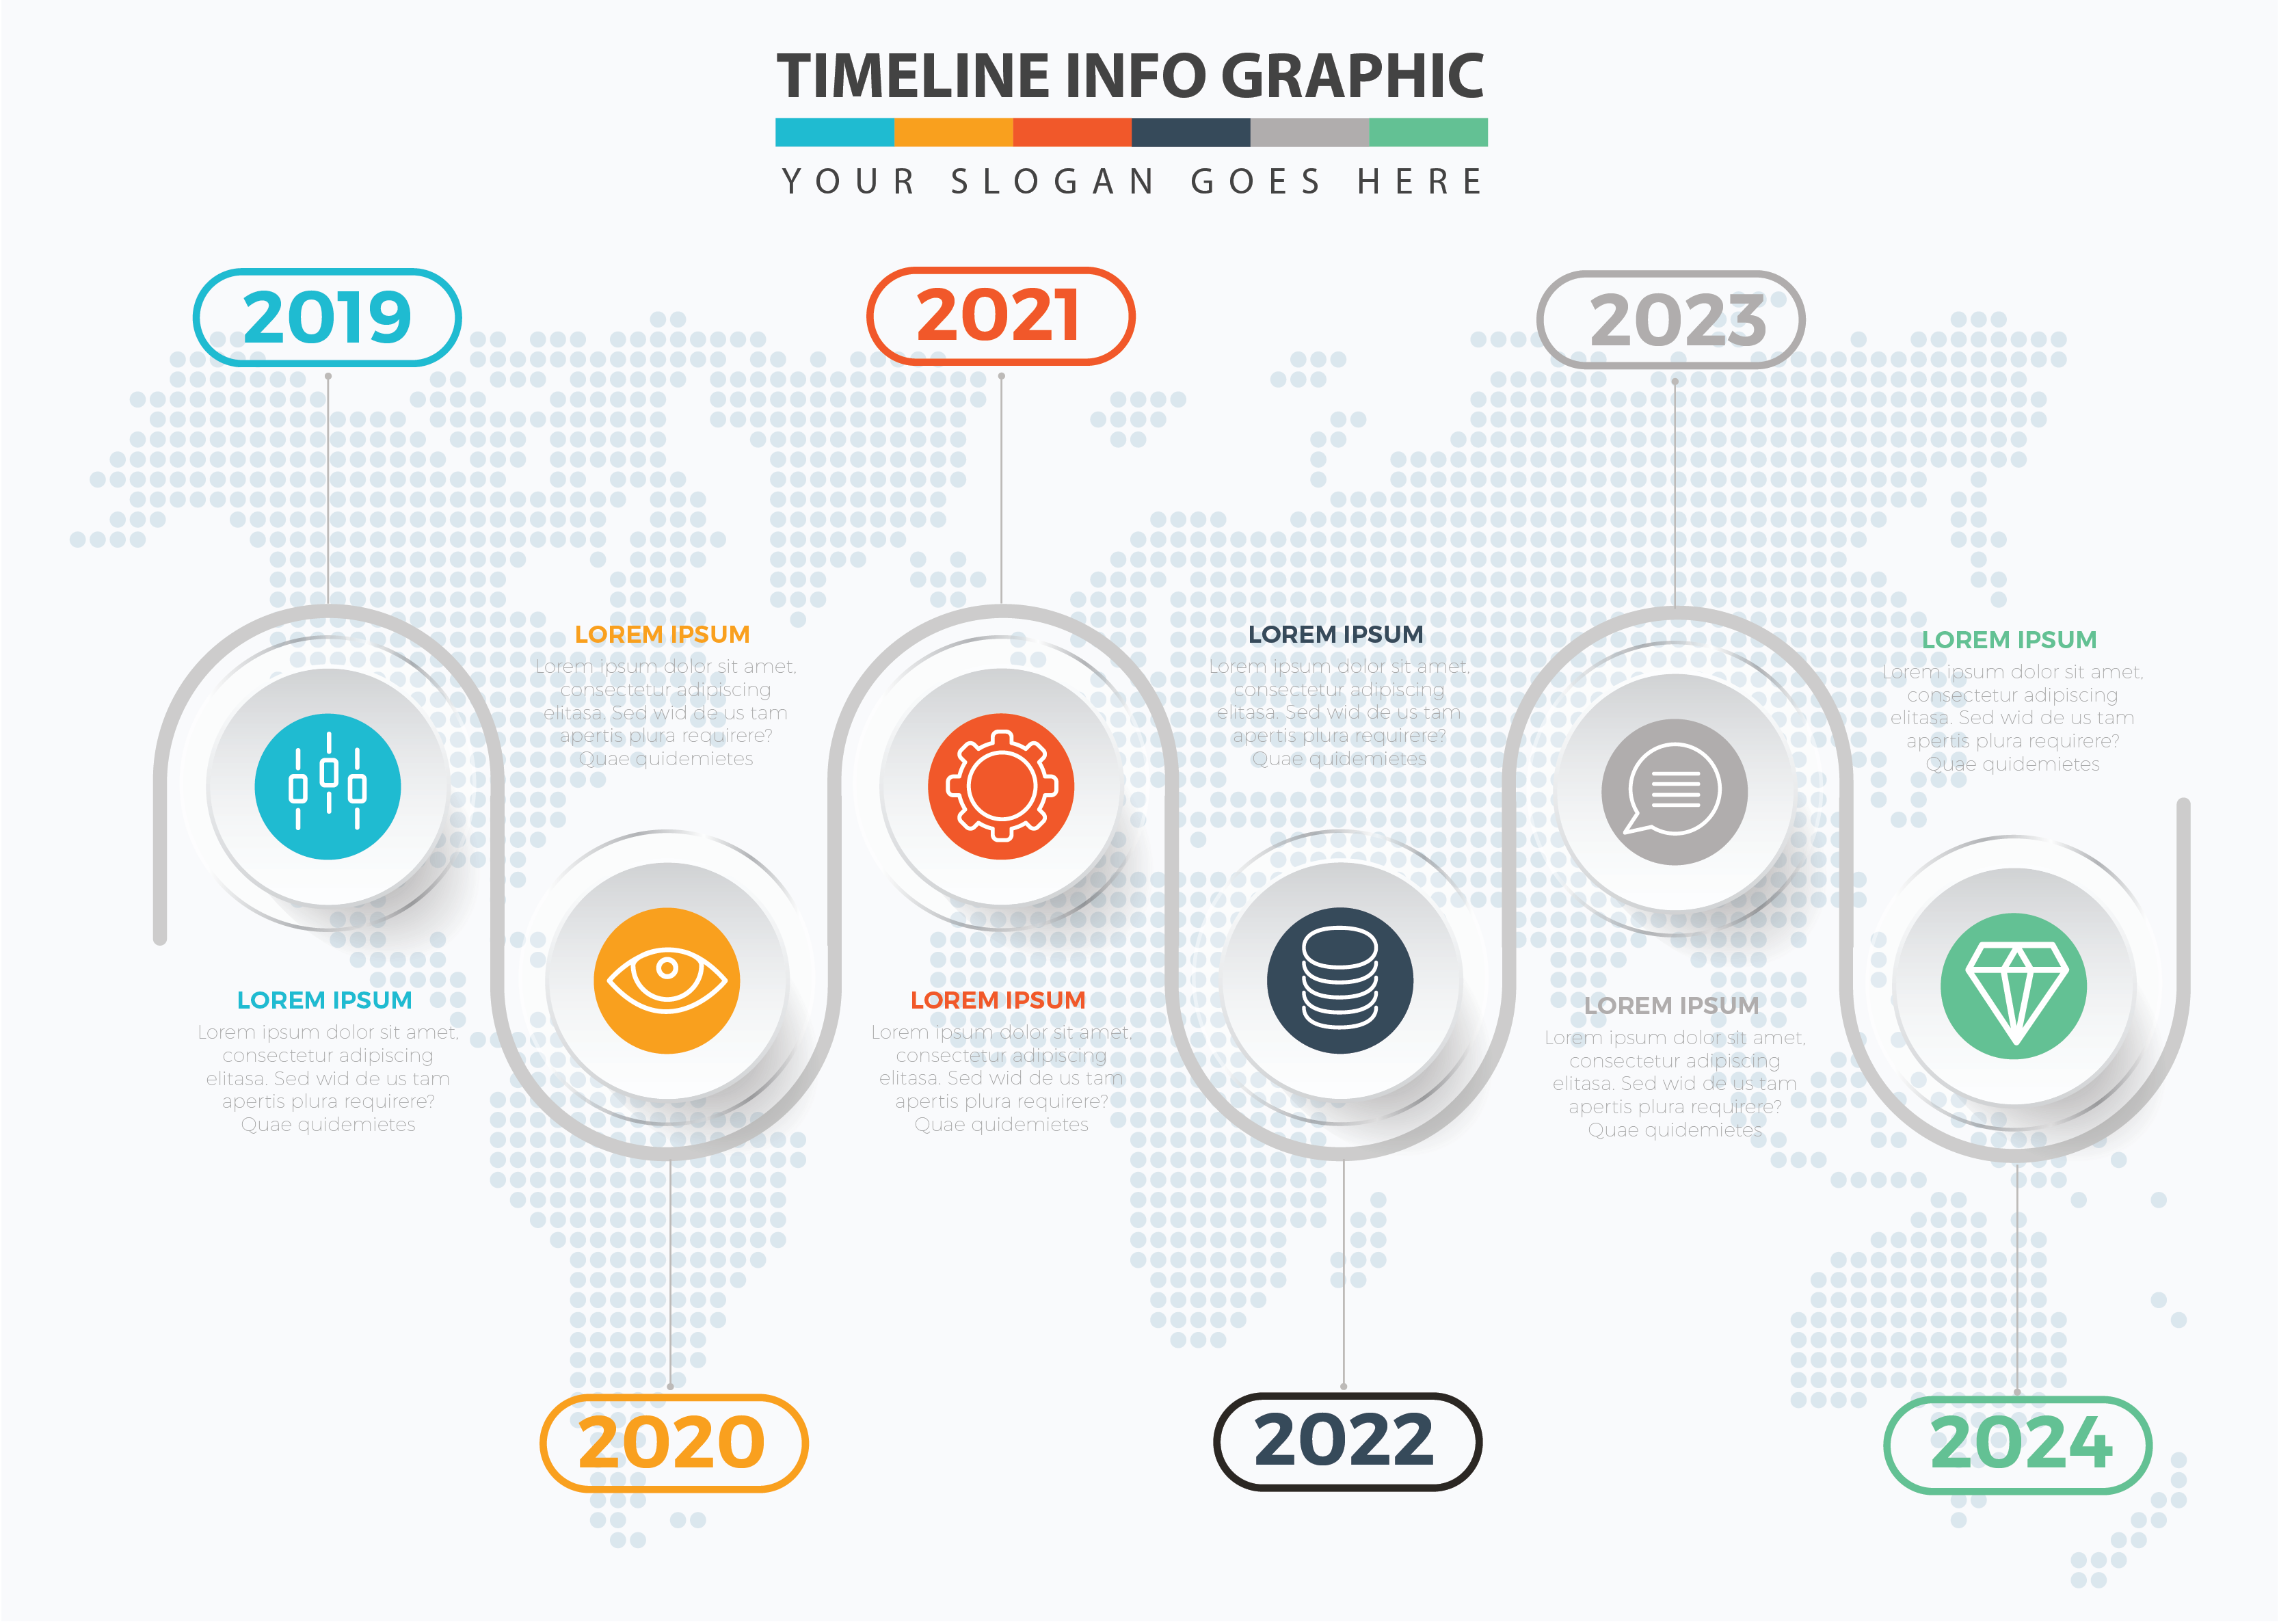 TIMELINE INFO GRAPHIC
YOUR SLOGAN GOES HERE
2019
2021
2023
LOREM IPSUM
Lorem ipsum dolor sit amet,
consectetur adipiscing
elitasa. Sed wid de us tam
apertis plura requirere?
Quae quidemietes
LOREM IPSUM
Lorem ipsum dolor sit amet,
consectetur adipiscing
elitasa. Sed wid de us tam
apertis plura requirere?
Quae quidemietes
LOREM IPSUM
Lorem ipsum dolor sit amet,
consectetur adipiscing
elitasa. Sed wid de us tam
apertis plura requirere?
Quae quidemietes
LOREM IPSUM
Lorem ipsum dolor sit amet,
consectetur adipiscing
elitasa. Sed wid de us tam
apertis plura requirere?
Quae quidemietes
LOREM IPSUM
Lorem ipsum dolor sit amet,
consectetur adipiscing
elitasa. Sed wid de us tam
apertis plura requirere?
Quae quidemietes
LOREM IPSUM
Lorem ipsum dolor sit amet,
consectetur adipiscing
elitasa. Sed wid de us tam
apertis plura requirere?
Quae quidemietes
2020
2022
2024